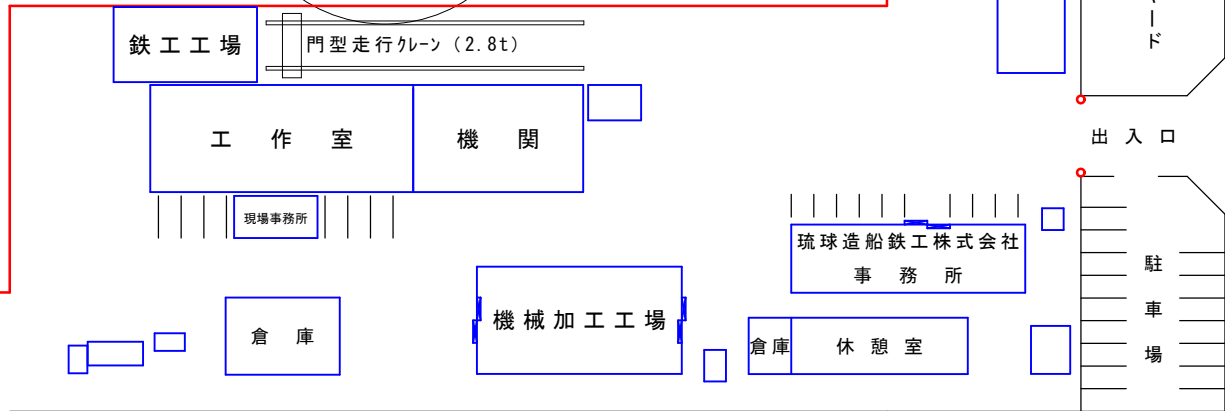 ード
鉄工工場
門型走行クレーン (2.8t)
工作室
機関
出入口
現場事務所
琉球造船鉄工株式会社
事務所
駐車場
機械加工工場
倉庫
倉庫
休憩室